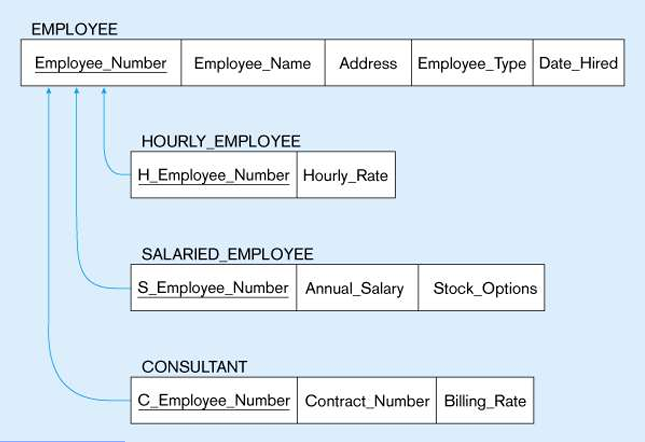 EMPLOYEE
Employee_Number Employee_Name Address Employee_Type Date_Hired
HOURLY_EMPLOYEE
H_Employee_Number Hourly_Rate
SALARIED_EMPLOYEE
S_Employee_Number Annual_Salary Stock_Options
CONSULTANT
C_Employee_Number Contract_Number Billing_Rate